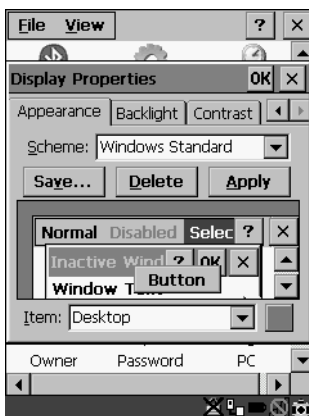 File View ?
Display Properties OK
Appearance Backlight Contrast
Scheme: Windows Standard
Save... Delete Apply
Normal Disabled Selec ?
Inactive Wind ? OK
Button
Window
Item: Desktop
Owner Password PC